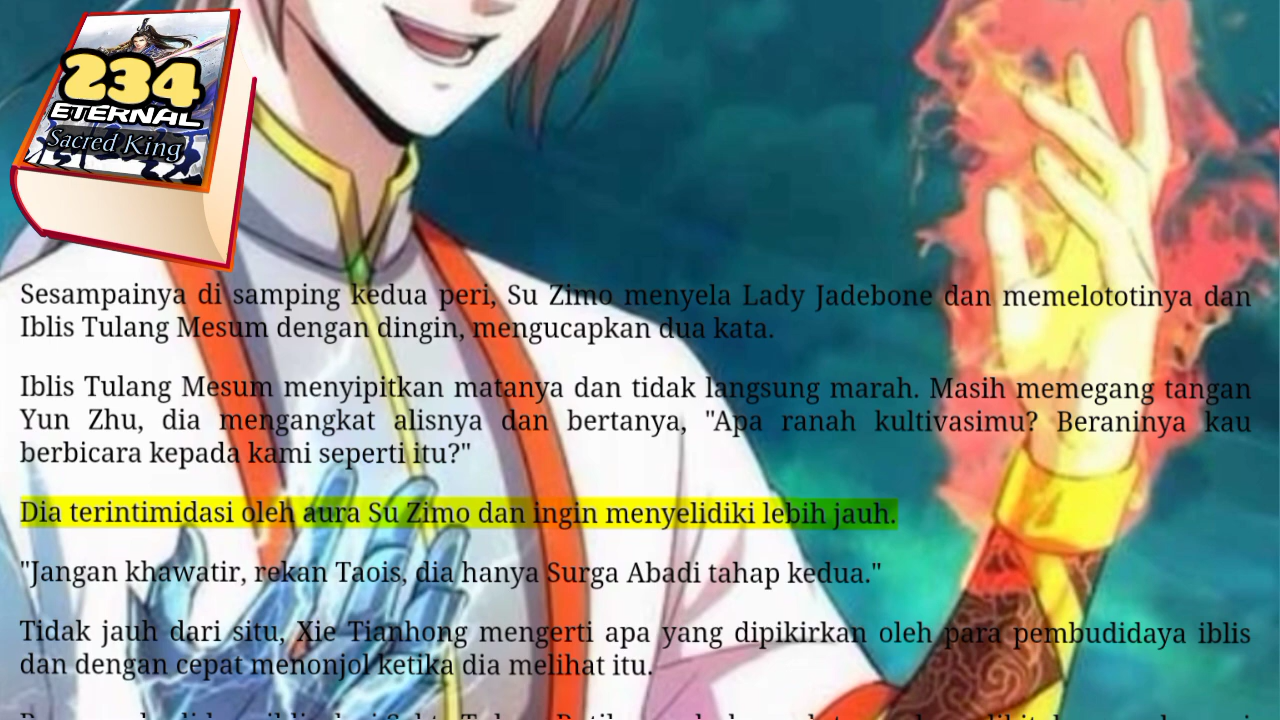 234
ETERNAL
Sacred King
Sesampainya di samping kedua peri, Su Zimo menyela Lady Jadebone dan memelototinya dan
Iblis Tulang Mesum dengan dingin, mengucapkan dua kata.
Iblis Tulang Mesum menyipitkan matanya dan tidak langsung marah. Masih memegang tangan
Yun Zhu, dia mengangkat alisnya dan bertanya, "Apa ranah kultivasimu? Beraninya kau
berbicara kepada kami seperti itu?"
Dia terintimidasi oleh aura Su Zimo dan ingin menyelidiki lebih jauh.
"Jangan khawatir, rekan Taois, dia hanya Surga Abadi tahap kedua."
Tidak jauh dari situ, Xie Tianhong mengerti apa yang dipikirkan oleh para pembudidaya iblis
dan dengan cepat menonjol ketika dia melihat itu.